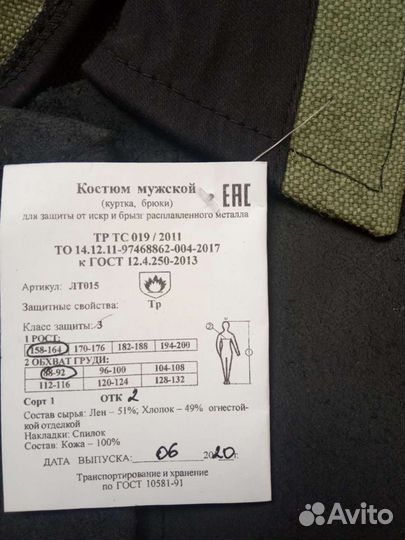 Костюм мужской
EAC
(куртка, брюки)
для защиты от искр и брызг расплавленного металла
ТР ТС 019 / 2011
ТО 14.12.11-97468862-004-2017
к ГОСТ 12.4.250-2013
Артикул: ЛТ015
Защитные свойства: Тр
Класс защиты: 3
1 РОСТ:
158-164 170-176 182-188 194-200
2 ОБХВАТ ГРУДИ:
88-92 96-100 104-108
112-116 120-124 128-132
Сорт 1 ОТК 2
Состав сырья: Лен – 51%; Хлопок – 49% огнестой-
кой отделкой
Накладки: Спилок
Состав: Кожа – 100%
ДАТА ВЫПУСКА: 06 2020г.
Транспортирование и хранение
по ГОСТ 10581-91
Avito